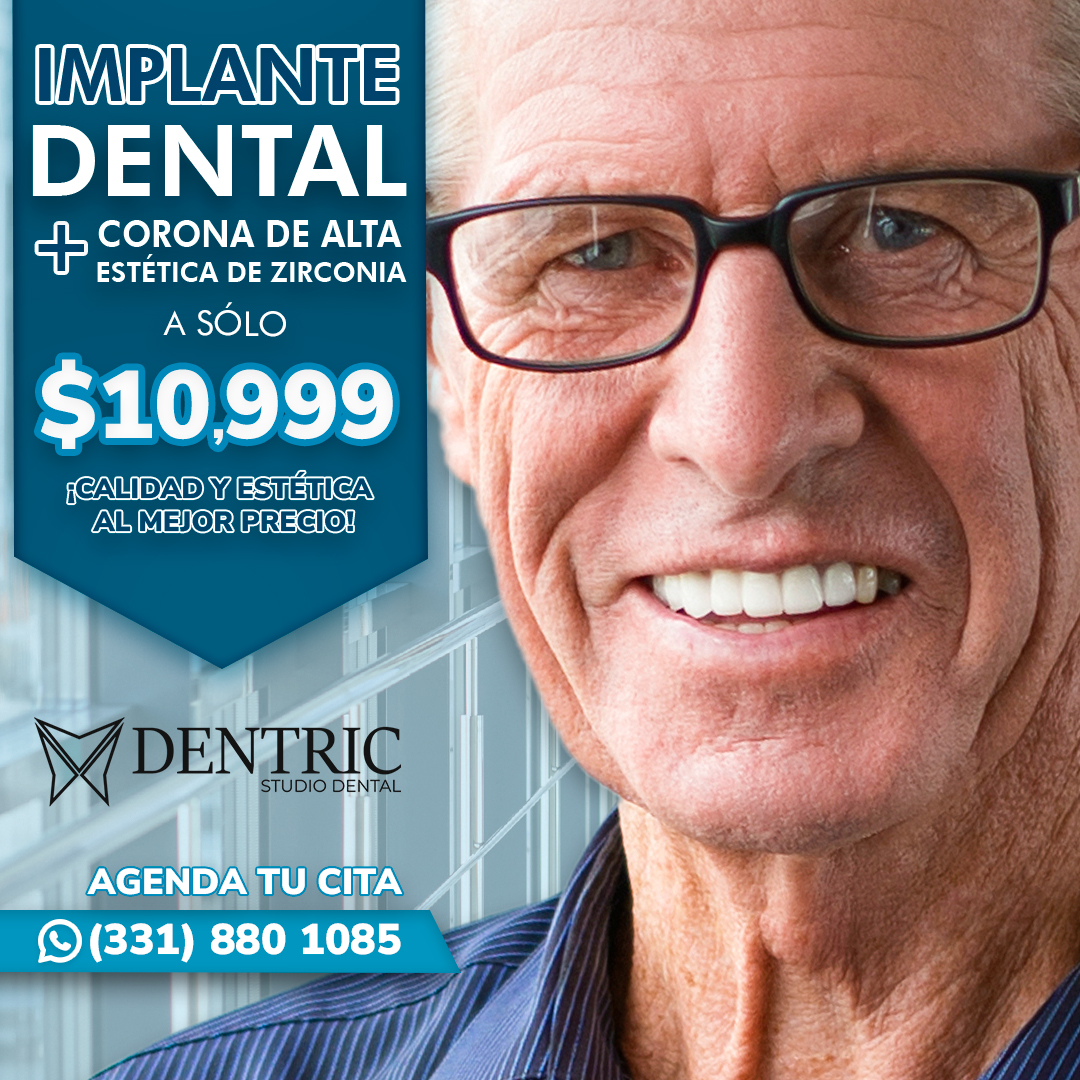 IMPLANTE
DENTAL
+ CORONA DE ALTA
ESTÉTICA DE ZIRCONIA
A SÓLO
$10,999
¡CALIDAD Y ESTÉTICA
AL MEJOR PRECIO!
DENTRIC
STUDIO DENTAL
AGENDA TU CITA
(331) 880 1085